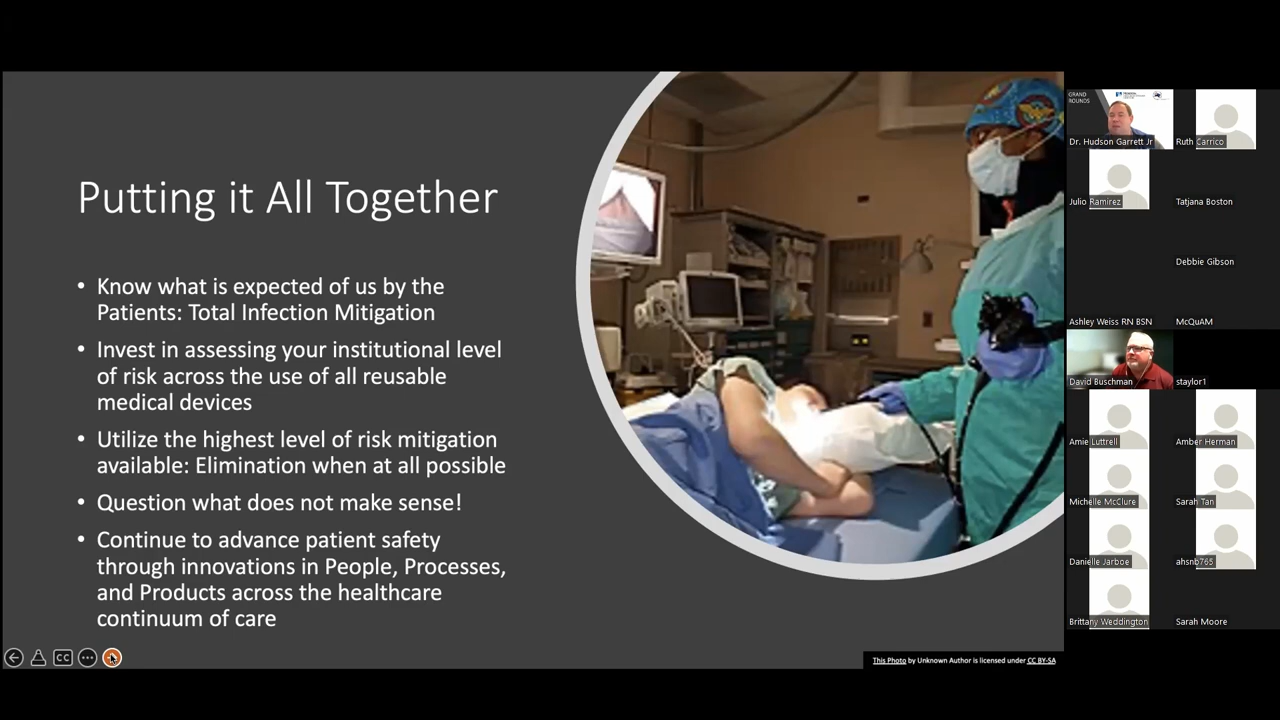 Putting it All Together
• Know what is expected of us by the
Patients: Total Infection Mitigation
• Invest in assessing your institutional level
of risk across the use of all reusable
medical devices
• Utilize the highest level of risk mitigation
available: Elimination when at all possible
• Question what does not make sense!
• Continue to advance patient safety
through innovations in People, Processes,
and Products across the healthcare
continuum of care
CC
This Photo by Unknown Author is licensed under CC BY-SA
GRAND
ROUNDS
Dr. Hudson Garrett Jr
Ruth Carrico
Julio Ramirez
Tatjana Boston
Debbie Gibson
Ashley Weiss RN BSN
McQuAM
David Buschman
staylor1
Amie Luttrell
Amber Herman
Michelle McClure
Sarah Tan
Danielle Jarboe
ahsnb765
Brittany Weddington
Sarah Moore